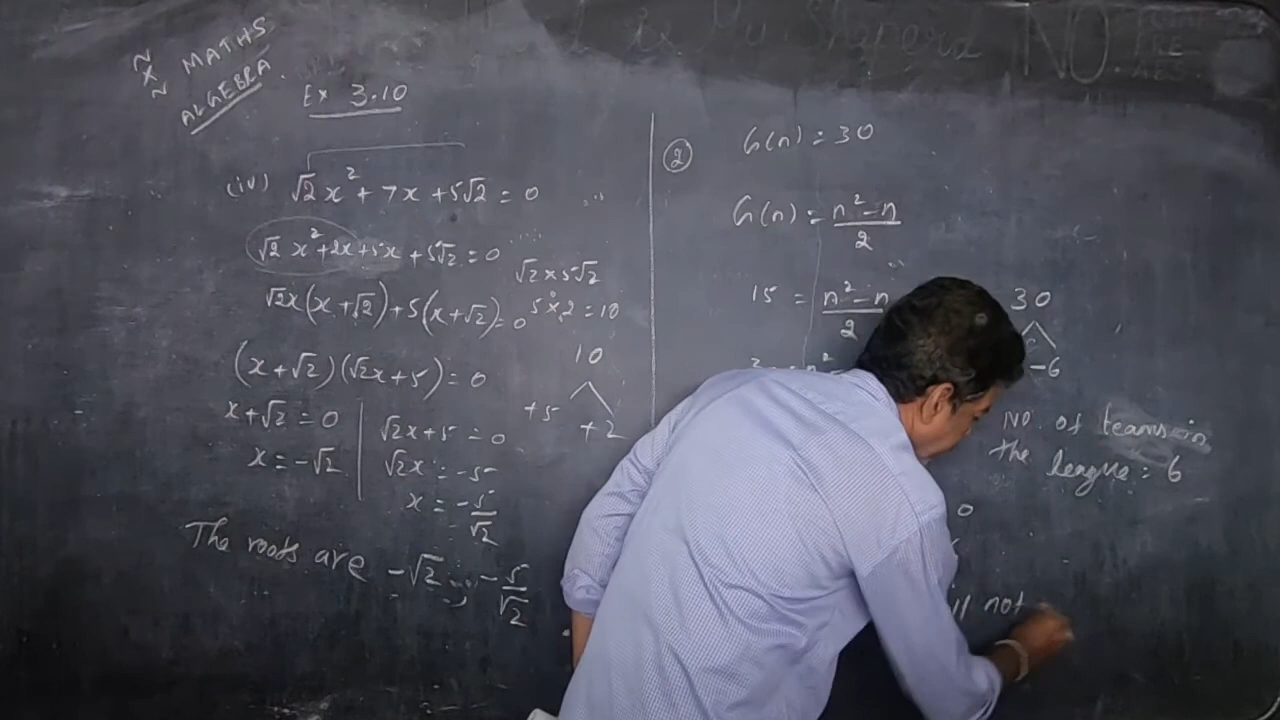 X MATHS
ALGEBRA.
Ex 3.10
(iv) √2x² + 7x + 5√2 = 0
√2 x² + 2x + 5x + 5√2 = 0
√2 x 5√2
√2x(x + √2) + 5(x + √2) = 0
5 x 2 = 10
(x + √2)(√2x + 5) = 0
10
+5
+2
x + √2 = 0
√2x + 5 = 0
x = -√2
√2x = -5
x = -5/√2
The roots are -√2, -5/√2
② G(n) = 30
G(n) = n² - n / 2
15 = n² - n / 2
30
-6
No. of teams in
the league = 6
0
not